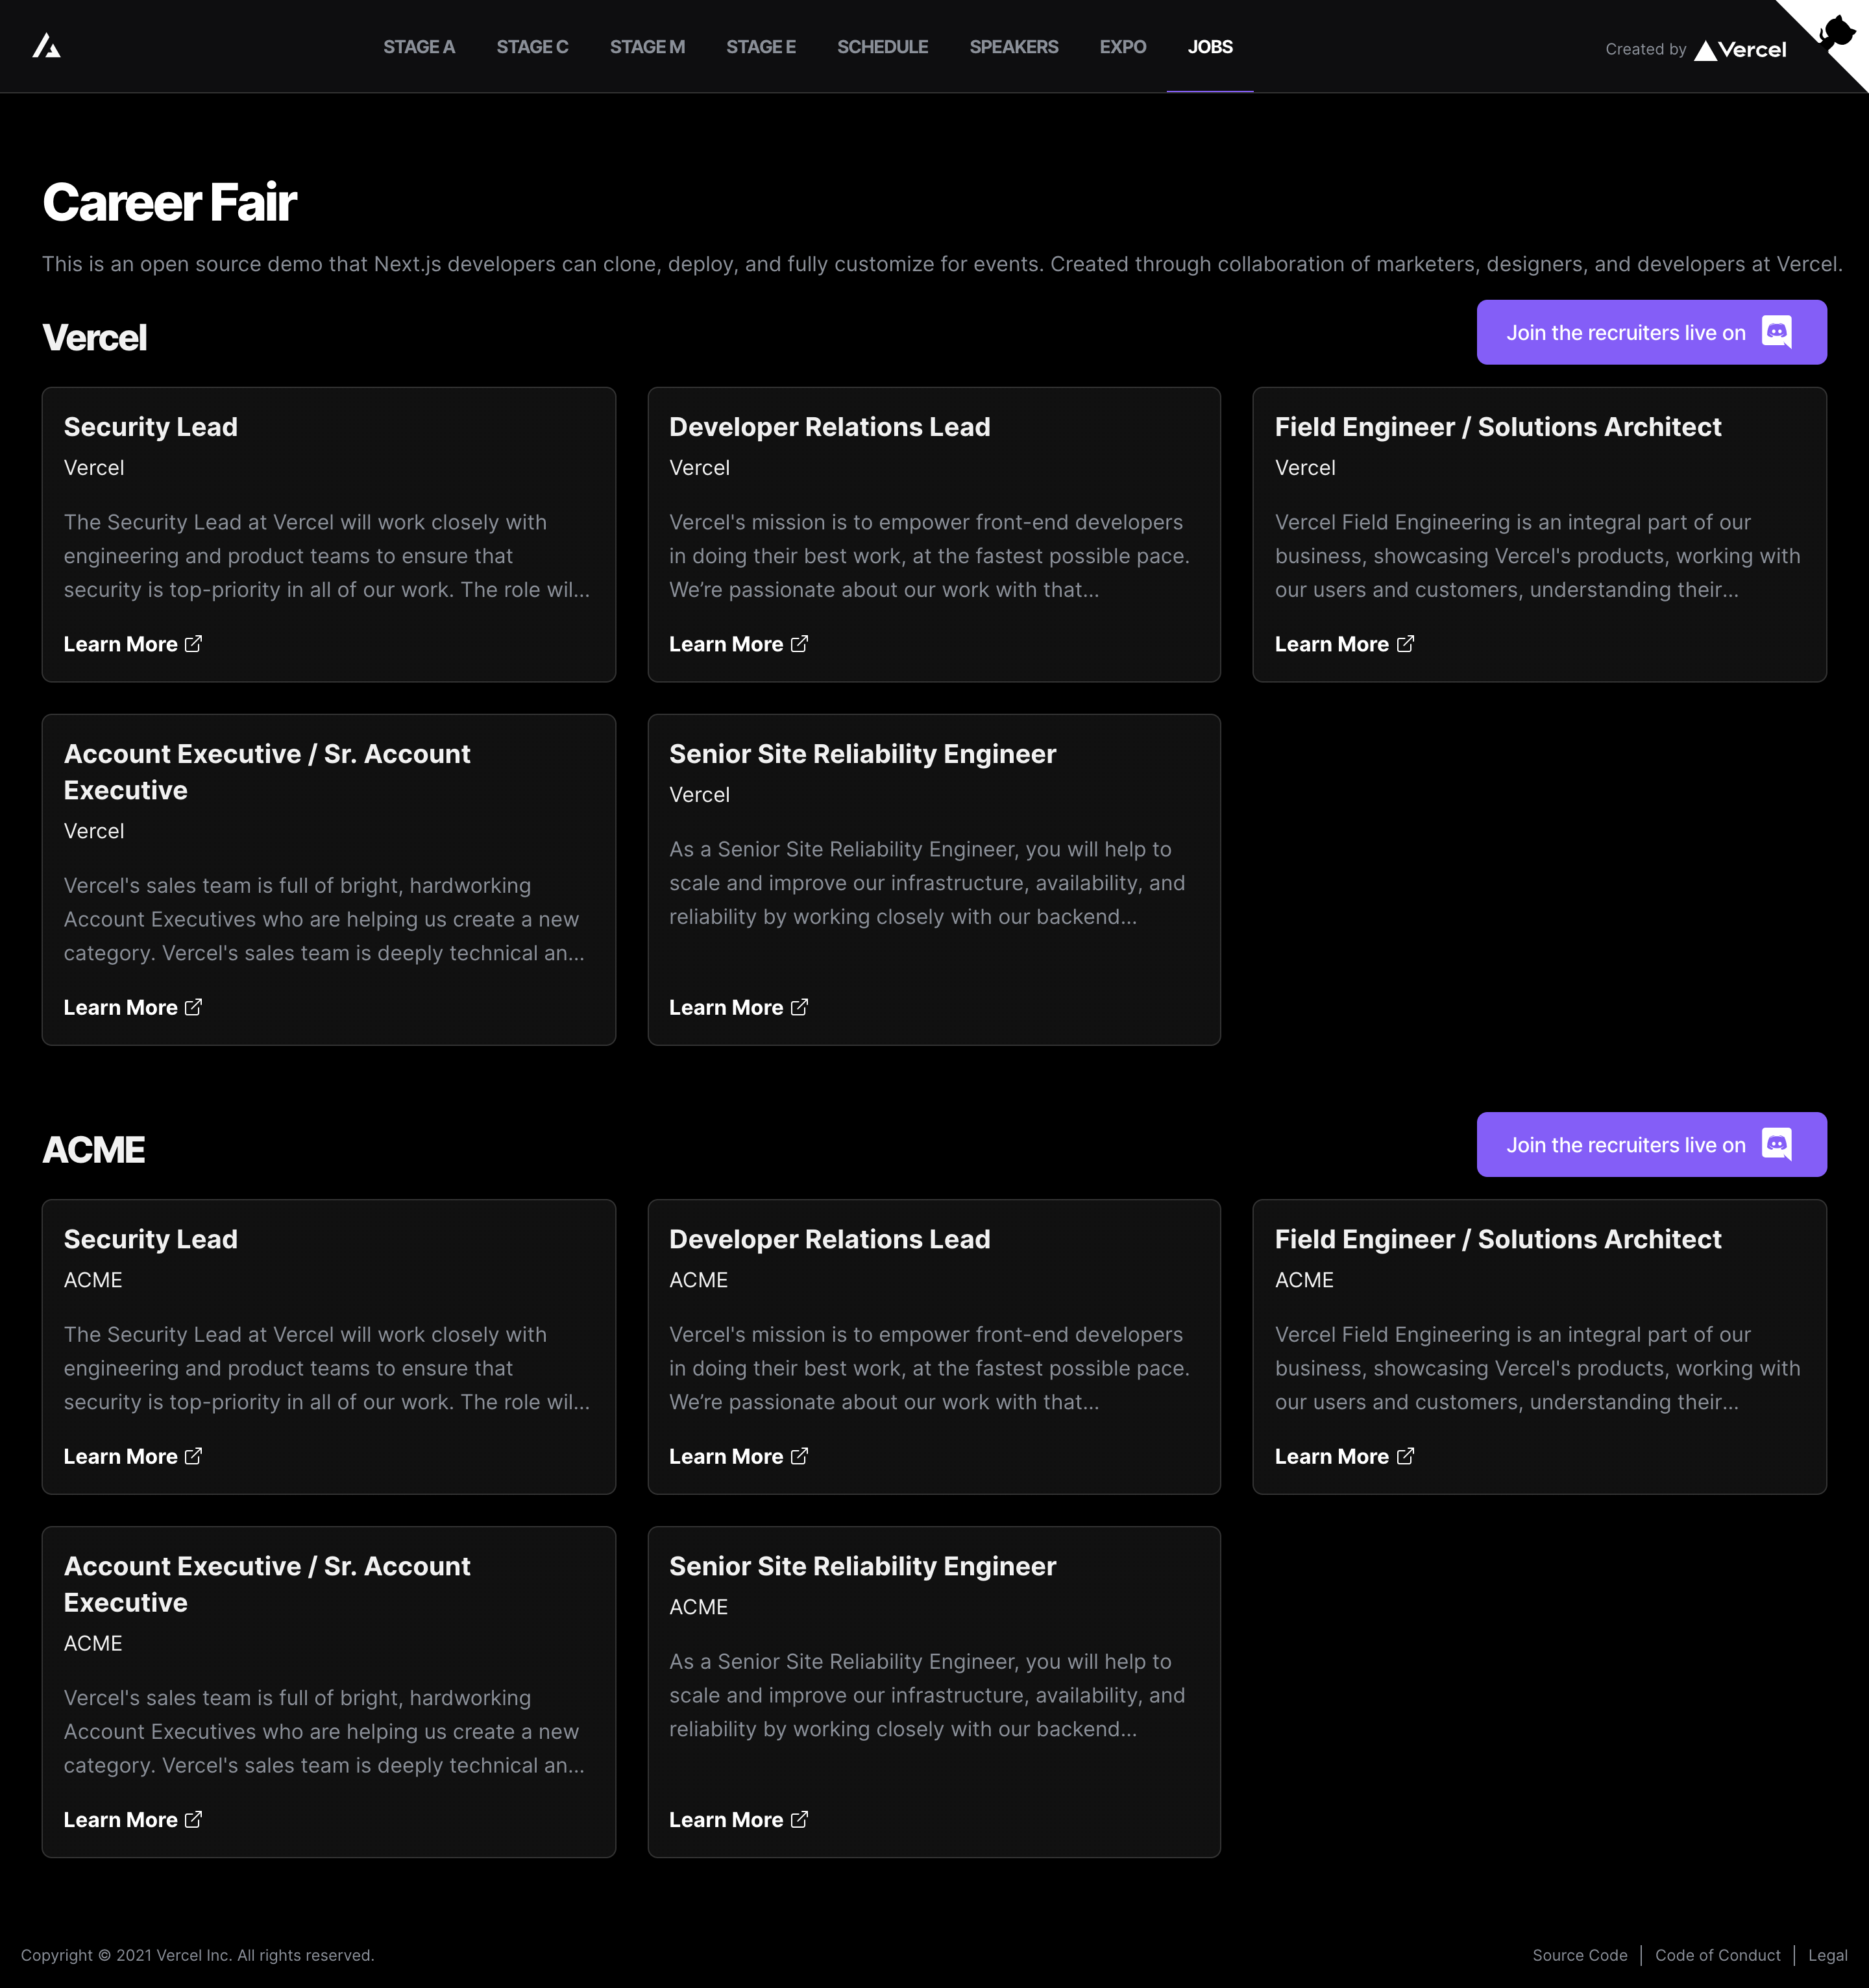 STAGE A STAGE C STAGE M STAGE E SCHEDULE SPEAKERS EXPO JOBS Created by Vercel
Career Fair
This is an open source demo that Next.js developers can clone, deploy, and fully customize for events. Created through collaboration of marketers, designers, and developers at Vercel.
Vercel
Join the recruiters live on
Security Lead
Vercel
The Security Lead at Vercel will work closely with
engineering and product teams to ensure that
security is top-priority in all of our work. The role wil...
Learn More
Developer Relations Lead
Vercel
Vercel's mission is to empower front-end developers
in doing their best work, at the fastest possible pace.
We’re passionate about our work with that...
Learn More
Field Engineer / Solutions Architect
Vercel
Vercel Field Engineering is an integral part of our
business, showcasing Vercel's products, working with
our users and customers, understanding their...
Learn More
Account Executive / Sr. Account
Executive
Vercel
Vercel's sales team is full of bright, hardworking
Account Executives who are helping us create a new
category. Vercel's sales team is deeply technical an...
Learn More
Senior Site Reliability Engineer
Vercel
As a Senior Site Reliability Engineer, you will help to
scale and improve our infrastructure, availability, and
reliability by working closely with our backend...
Learn More
ACME
Join the recruiters live on
Security Lead
ACME
The Security Lead at Vercel will work closely with
engineering and product teams to ensure that
security is top-priority in all of our work. The role wil...
Learn More
Developer Relations Lead
ACME
Vercel's mission is to empower front-end developers
in doing their best work, at the fastest possible pace.
We’re passionate about our work with that...
Learn More
Field Engineer / Solutions Architect
ACME
Vercel Field Engineering is an integral part of our
business, showcasing Vercel's products, working with
our users and customers, understanding their...
Learn More
Account Executive / Sr. Account
Executive
ACME
Vercel's sales team is full of bright, hardworking
Account Executives who are helping us create a new
category. Vercel's sales team is deeply technical an...
Learn More
Senior Site Reliability Engineer
ACME
As a Senior Site Reliability Engineer, you will help to
scale and improve our infrastructure, availability, and
reliability by working closely with our backend...
Learn More
Copyright © 2021 Vercel Inc. All rights reserved. Source Code Code of Conduct Legal